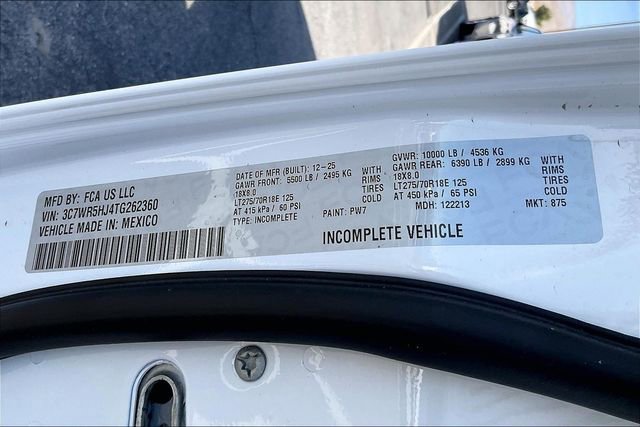 MFD BY: FCA US LLC
VIN: 3C7WR5HJ4TG262360
VEHICLE MADE IN: MEXICO
DATE OF MFR (BUILT): 12-25
GAWR FRONT: 5500 LB / 2495 KG WITH
18X8.0 RIMS
LT275/70R18E 125 TIRES
AT 415 kPa / 60 PSI COLD
TYPE: INCOMPLETE PAINT: PW7
GVWR: 10000 LB / 4536 KG
GAWR REAR: 6390 LB / 2899 KG WITH
18X8.0 RIMS
LT275/70R18E 125 TIRES
AT 450 kPa / 65 PSI COLD
MDH: 122213 MKT: 875
INCOMPLETE VEHICLE